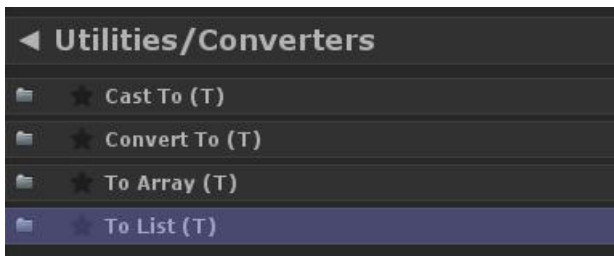 Utilities/Converters
Cast To (T)
Convert To (T)
To Array (T)
To List (T)